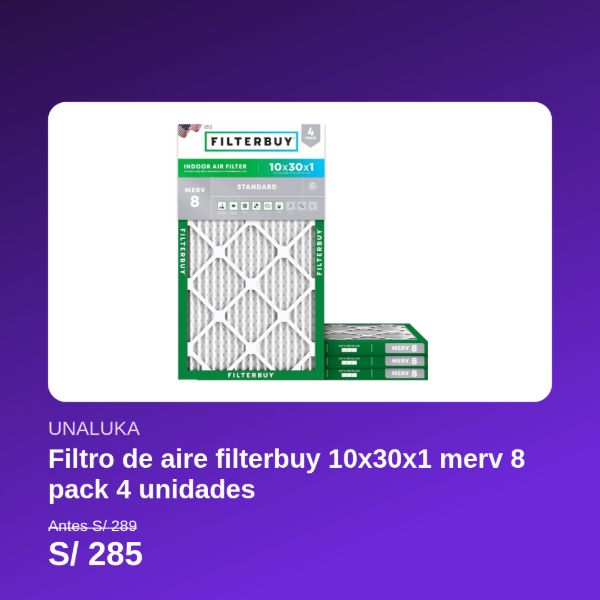 4
PACK
FILTERBUY
INDOOR AIR FILTER
10x30x1
MERV
8
STANDARD
FILTERBUY
FILTERBUY
FILTERBUY
MERV 8
MERV 8
MERV 8
UNALUKA
Filtro de aire filterbuy 10x30x1 merv 8
pack 4 unidades
Antes S/ 289
S/ 285